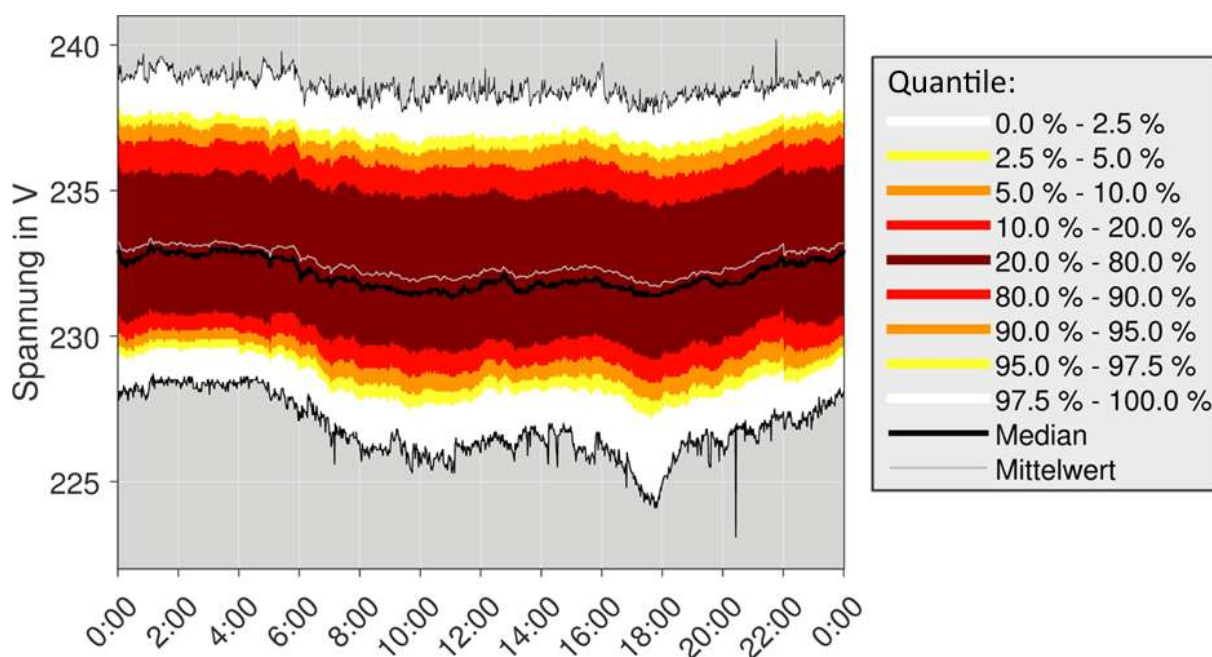 240
235
230
225
Spannung in V
0:00
2:00
4:00
6:00
8:00
10:00
12:00
14:00
16:00
18:00
20:00
22:00
0:00
Quantile:
0.0 % - 2.5 %
2.5 % - 5.0 %
5.0 % - 10.0 %
10.0 % - 20.0 %
20.0 % - 80.0 %
80.0 % - 90.0 %
90.0 % - 95.0 %
95.0 % - 97.5 %
97.5 % - 100.0 %
Median
Mittelwert